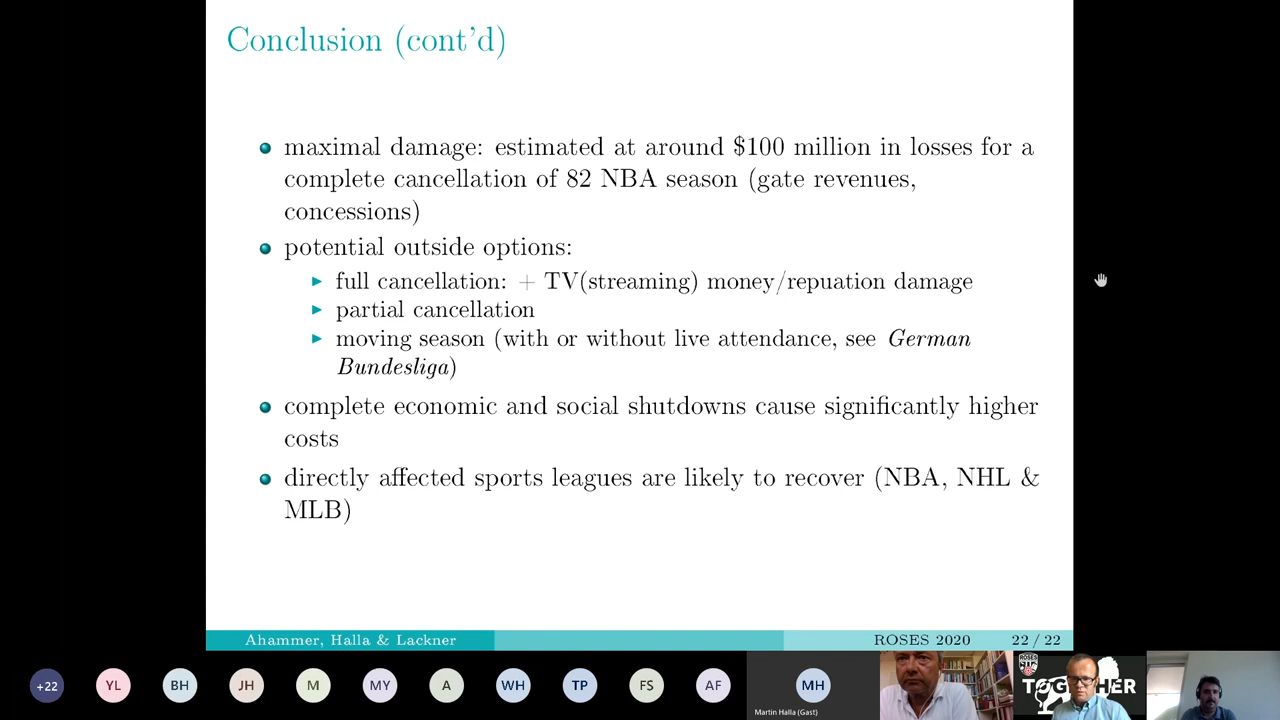 Conclusion (cont'd)
maximal damage: estimated at around $100 million in losses for a
complete cancellation of 82 NBA season (gate revenues,
concessions)
potential outside options:
full cancellation: + TV(streaming) money/repuation damage
partial cancellation
moving season (with or without live attendance, see German
Bundesliga)
complete economic and social shutdowns cause significantly higher
costs
directly affected sports leagues are likely to recover (NBA, NHL &
MLB)
Ahammer, Halla & Lackner
ROSES 2020
22 / 22
+22
YL
BH
JH
M
MY
A
WH
TP
FS
AF
MH
Martin Halla (Gast)